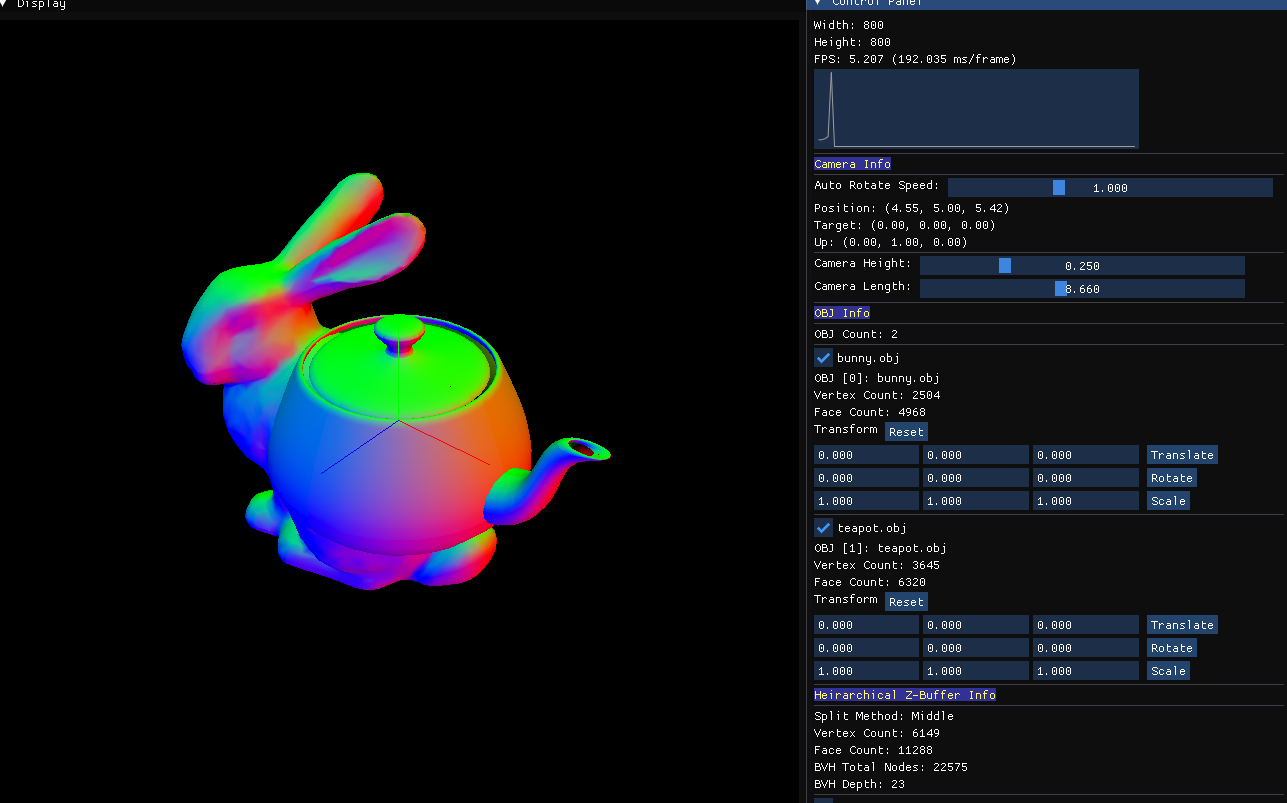 Display
Control Panel
Width: 800
Height: 800
FPS: 5.207 (192.035 ms/frame)
Camera Info
Auto Rotate Speed: 1.000
Position: (4.55, 5.00, 5.42)
Target: (0.00, 0.00, 0.00)
Up: (0.00, 1.00, 0.00)
Camera Height: 0.250
Camera Length: 8.660
OBJ Info
OBJ Count: 2
bunny.obj
OBJ [0]: bunny.obj
Vertex Count: 2504
Face Count: 4968
Transform Reset
0.000 0.000 0.000 Translate
0.000 0.000 0.000 Rotate
1.000 1.000 1.000 Scale
teapot.obj
OBJ [1]: teapot.obj
Vertex Count: 3645
Face Count: 6320
Transform Reset
0.000 0.000 0.000 Translate
0.000 0.000 0.000 Rotate
1.000 1.000 1.000 Scale
Heirarchical Z-Buffer Info
Split Method: Middle
Vertex Count: 6149
Face Count: 11288
BVH Total Nodes: 22575
BVH Depth: 23